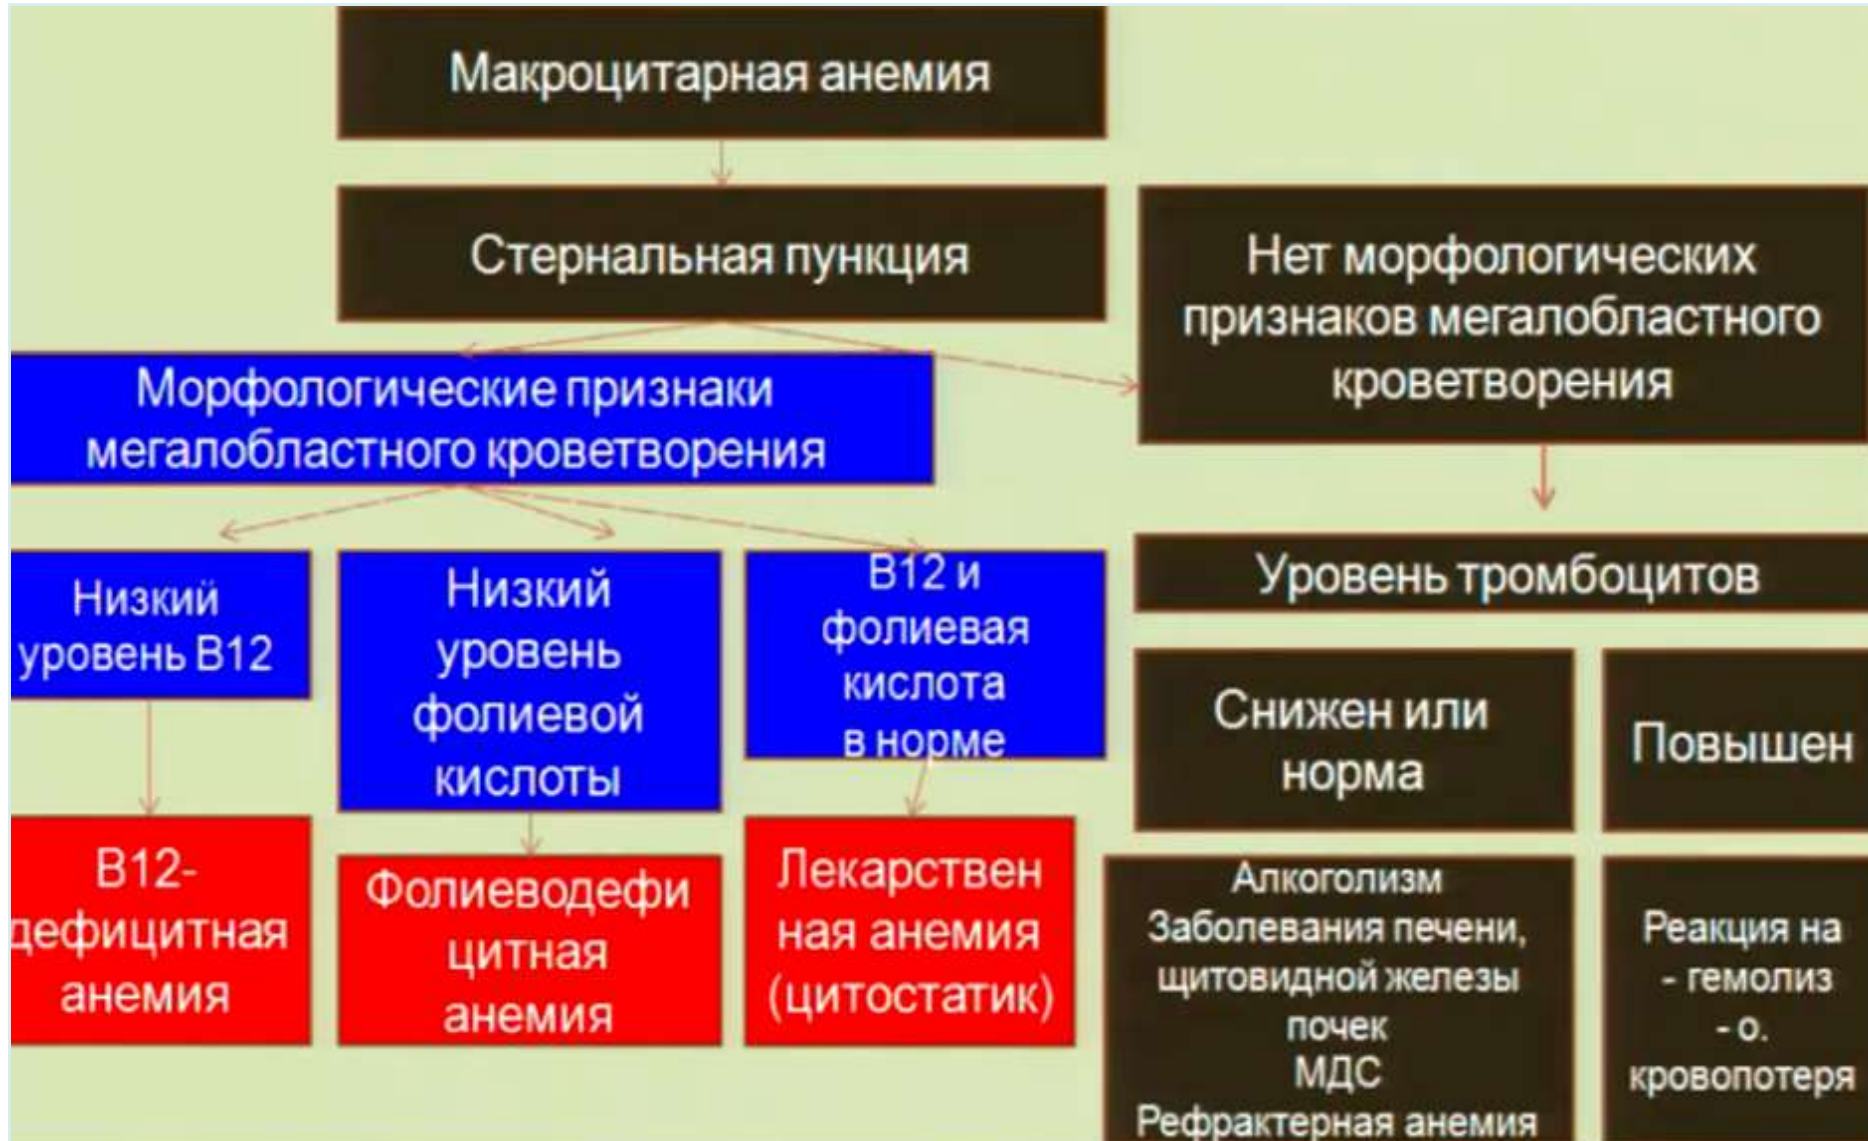 Макроцитарная анемия
Стернальная пункция
Нет морфологических
признаков мегалобластного
кроветворения
Морфологические признаки
мегалобластного кроветворения
Низкий
уровень В12
Низкий
уровень
фолиевой
кислоты
В12 и
фолиевая
кислота
в норме
Уровень тромбоцитов
Снижен или
норма
Повышен
В12-
дефицитная
анемия
Фолиеводефи
цитная
анемия
Лекарствен
ная анемия
(цитостатик)
Алкоголизм
Заболевания печени,
щитовидной железы
почек
МДС
Рефрактерная анемия
Реакция на
- гемолиз
- о.
кровопотеря